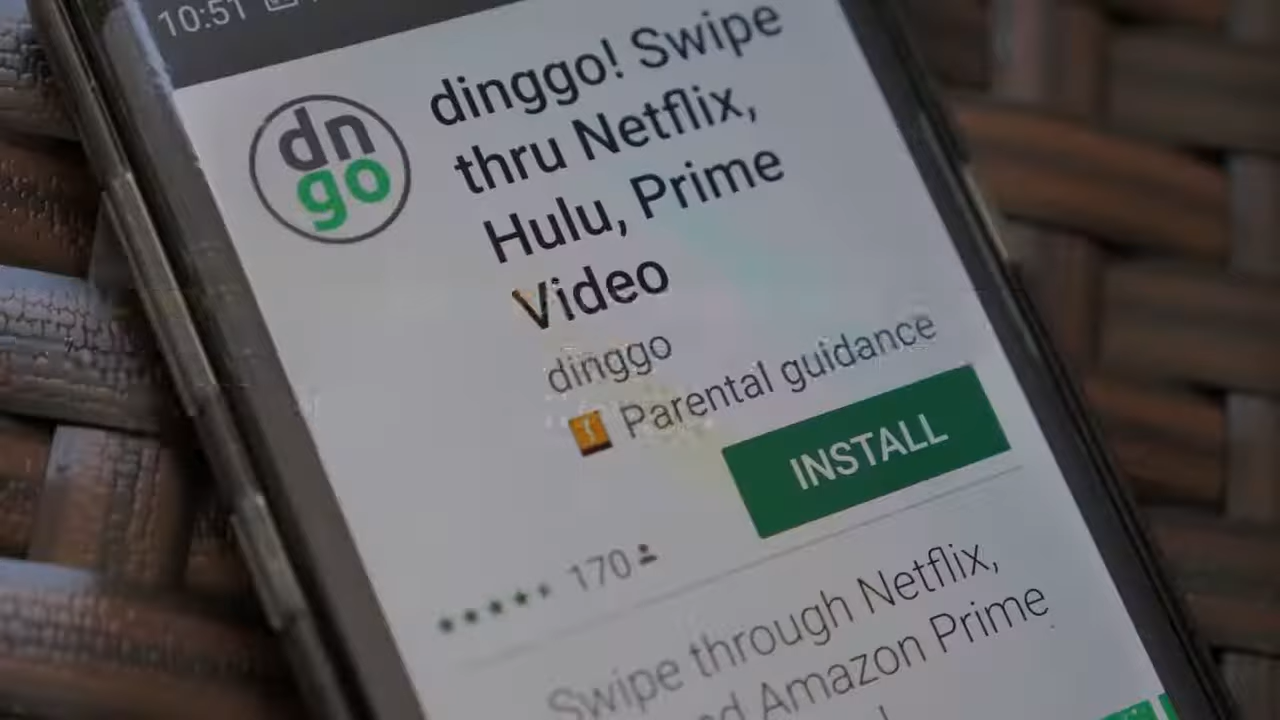 10:51
dn
go
dinggo! Swipe
thru Netflix,
Hulu, Prime
Video
dinggo
Parental guidance
INSTALL
170
Swipe through Netflix,
Amazon Prime